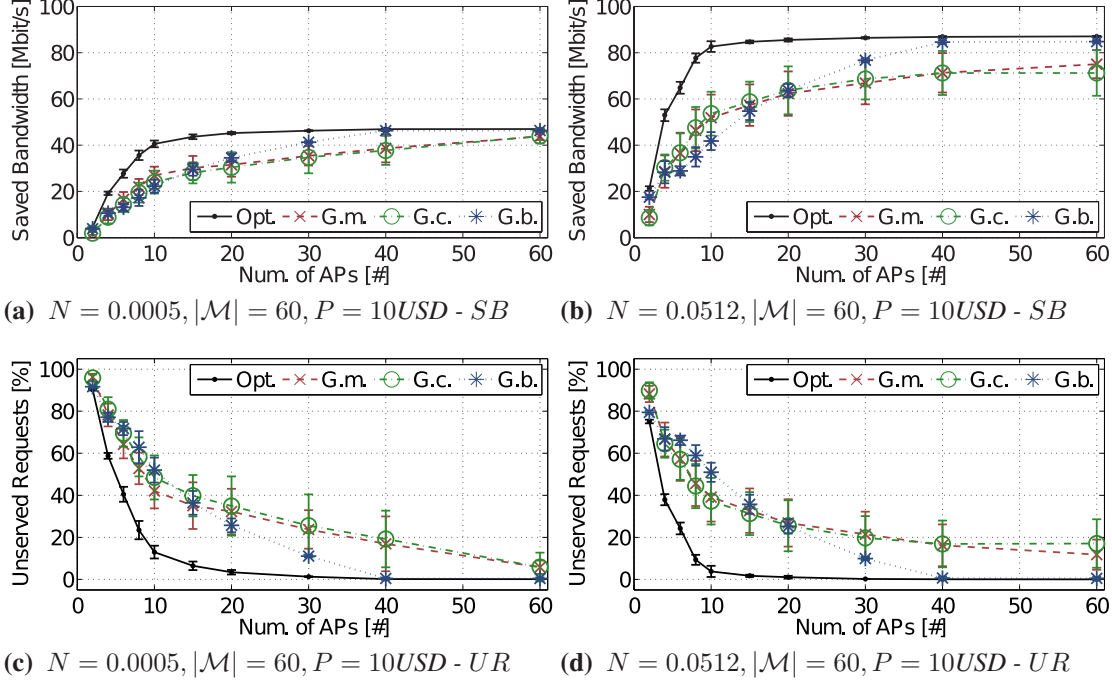 100
80
60
40
20
0
Saved Bandwidth [Mbit/s]
Opt. G.m. G.c. G.b.
0 10 20 30 40 50 60
Num. of APs [#]
(a) N = 0.0005, |M| = 60, P = 10USD - SB
100
80
60
40
20
0
Saved Bandwidth [Mbit/s]
Opt. G.m. G.c. G.b.
0 10 20 30 40 50 60
Num. of APs [#]
(b) N = 0.0512, |M| = 60, P = 10USD - SB
100
80
60
40
20
0
Unserved Requests [%]
Opt. G.m. G.c. G.b.
0 10 20 30 40 50 60
Num. of APs [#]
(c) N = 0.0005, |M| = 60, P = 10USD - UR
100
80
60
40
20
0
Unserved Requests [%]
Opt. G.m. G.c. G.b.
0 10 20 30 40 50 60
Num. of APs [#]
(d) N = 0.0512, |M| = 60, P = 10USD - UR